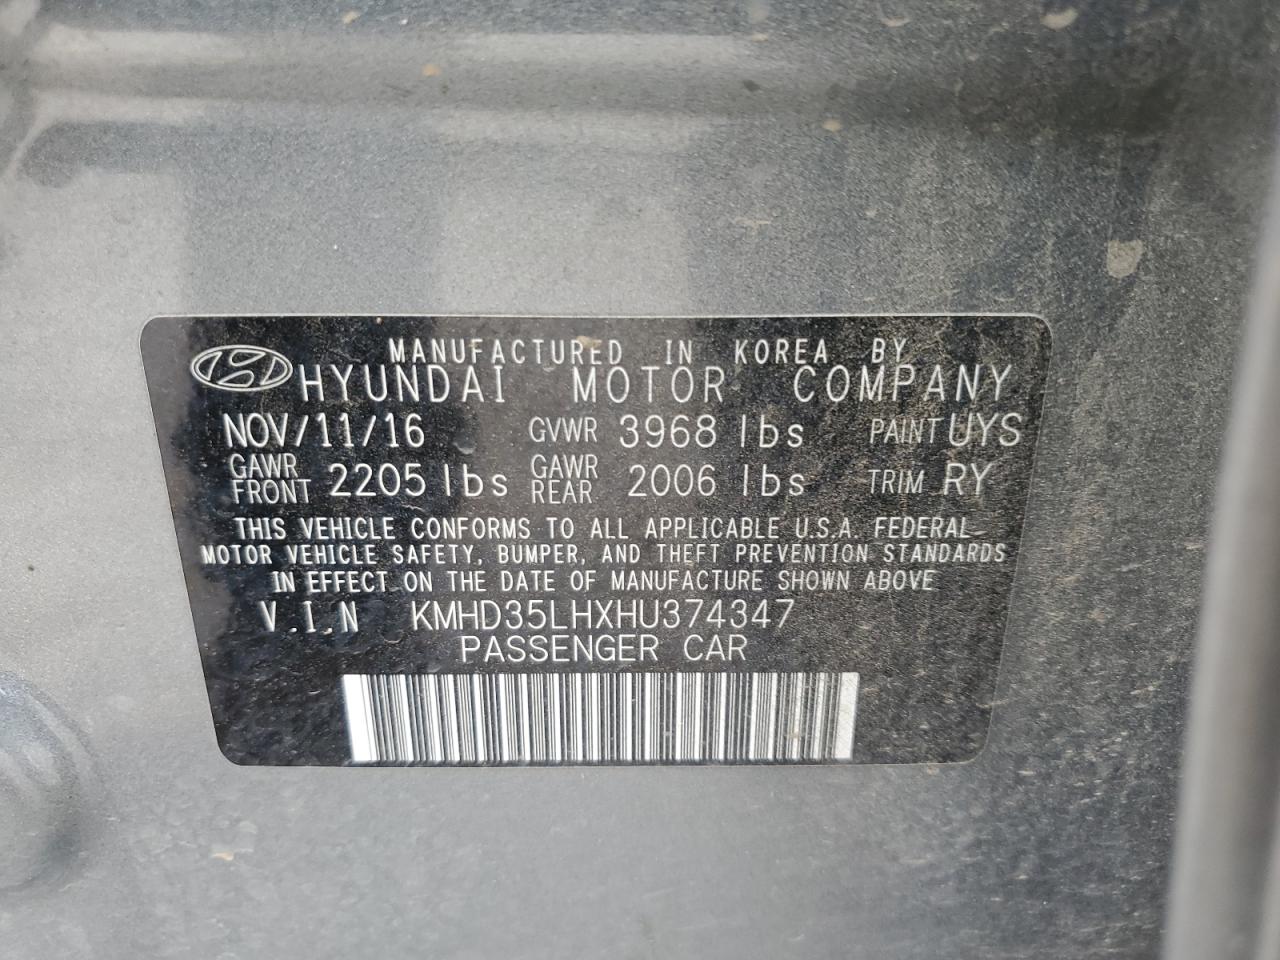 MANUFACTURED IN KOREA BY
HYUNDAI MOTOR COMPANY
NOV/11/16 GVWR 3968 lbs PAINT UYS
GAWR FRONT 2205 lbs GAWR REAR 2006 lbs TRIM RY
THIS VEHICLE CONFORMS TO ALL APPLICABLE U.S.A. FEDERAL
MOTOR VEHICLE SAFETY, BUMPER, AND THEFT PREVENTION STANDARDS
IN EFFECT ON THE DATE OF MANUFACTURE SHOWN ABOVE
V.I.N KMHD35LHXHU374347
PASSENGER CAR